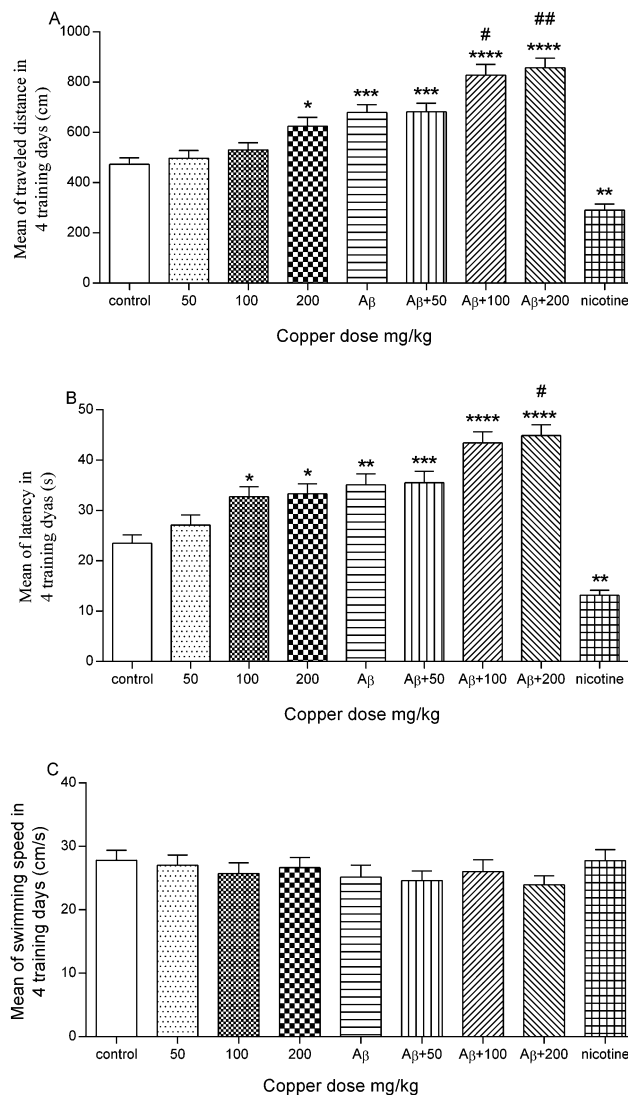 A
Mean of traveled distance in
4 training days (cm)
1000
800
600
400
200
0
*
***
***
#
****
##
****
**
control 50 100 200 Aβ Aβ+50 Aβ+100 Aβ+200 nicotine
Copper dose mg/kg
B
Mean of latency in
4 training dyas (s)
50
40
30
20
10
0
*
*
**
***
****
#
****
**
control 50 100 200 Aβ Aβ+50 Aβ+100 Aβ+200 nicotine
Copper dose mg/kg
C
Mean of swimming speed in
4 training days (cm/s)
40
30
20
10
0
control 50 100 200 Aβ Aβ+50 Aβ+100 Aβ+200 nicotine
Copper dose mg/kg